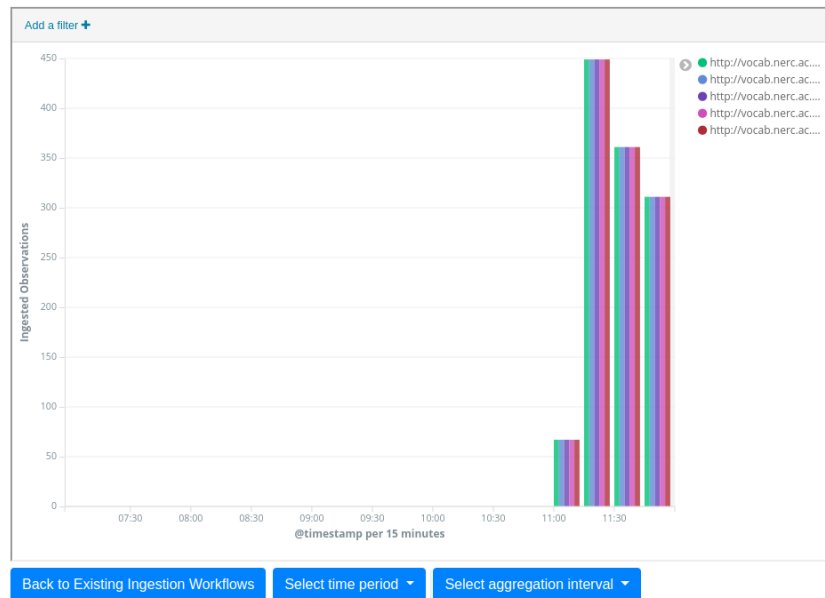 Add a filter +
450
400
350
300
250
200
150
100
50
0
Ingested Observations
07:30 08:00 08:30 09:00 09:30 10:00 10:30 11:00 11:30
@timestamp per 15 minutes
http://vocab.nerc.ac....
http://vocab.nerc.ac....
http://vocab.nerc.ac....
http://vocab.nerc.ac....
http://vocab.nerc.ac....
Back to Existing Ingestion Workflows Select time period Select aggregation interval